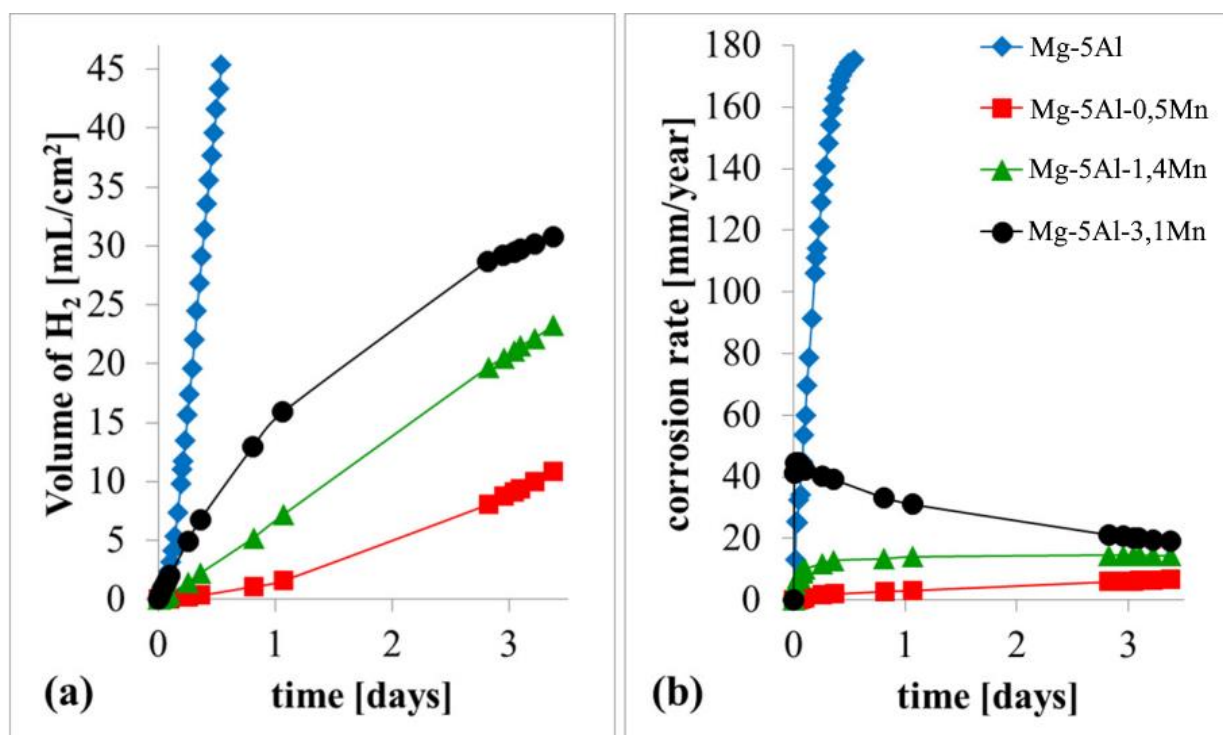 Volume of H₂ [mL/cm²]
45
40
35
30
25
20
15
10
5
0
0 1 2 3
(a)
time [days]
corrosion rate [mm/year]
180
160
140
120
100
80
60
40
20
0
0 1 2 3
(b)
time [days]
Mg-5Al
Mg-5Al-0,5Mn
Mg-5Al-1,4Mn
Mg-5Al-3,1Mn